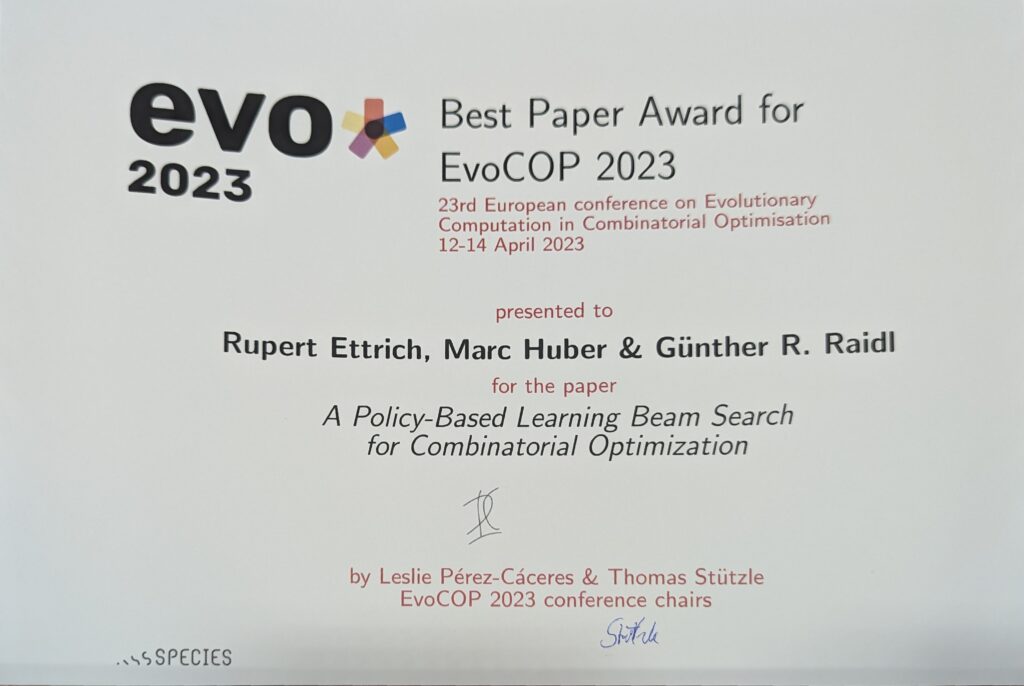 evo*
2023
Best Paper Award for
EvoCOP 2023
23rd European conference on Evolutionary
Computation in Combinatorial Optimisation
12-14 April 2023
presented to
Rupert Ettrich, Marc Huber & Günther R. Raidl
for the paper
A Policy-Based Learning Beam Search
for Combinatorial Optimization
by Leslie Pérez-Cáceres & Thomas Stützle
EvoCOP 2023 conference chairs
SPECIES